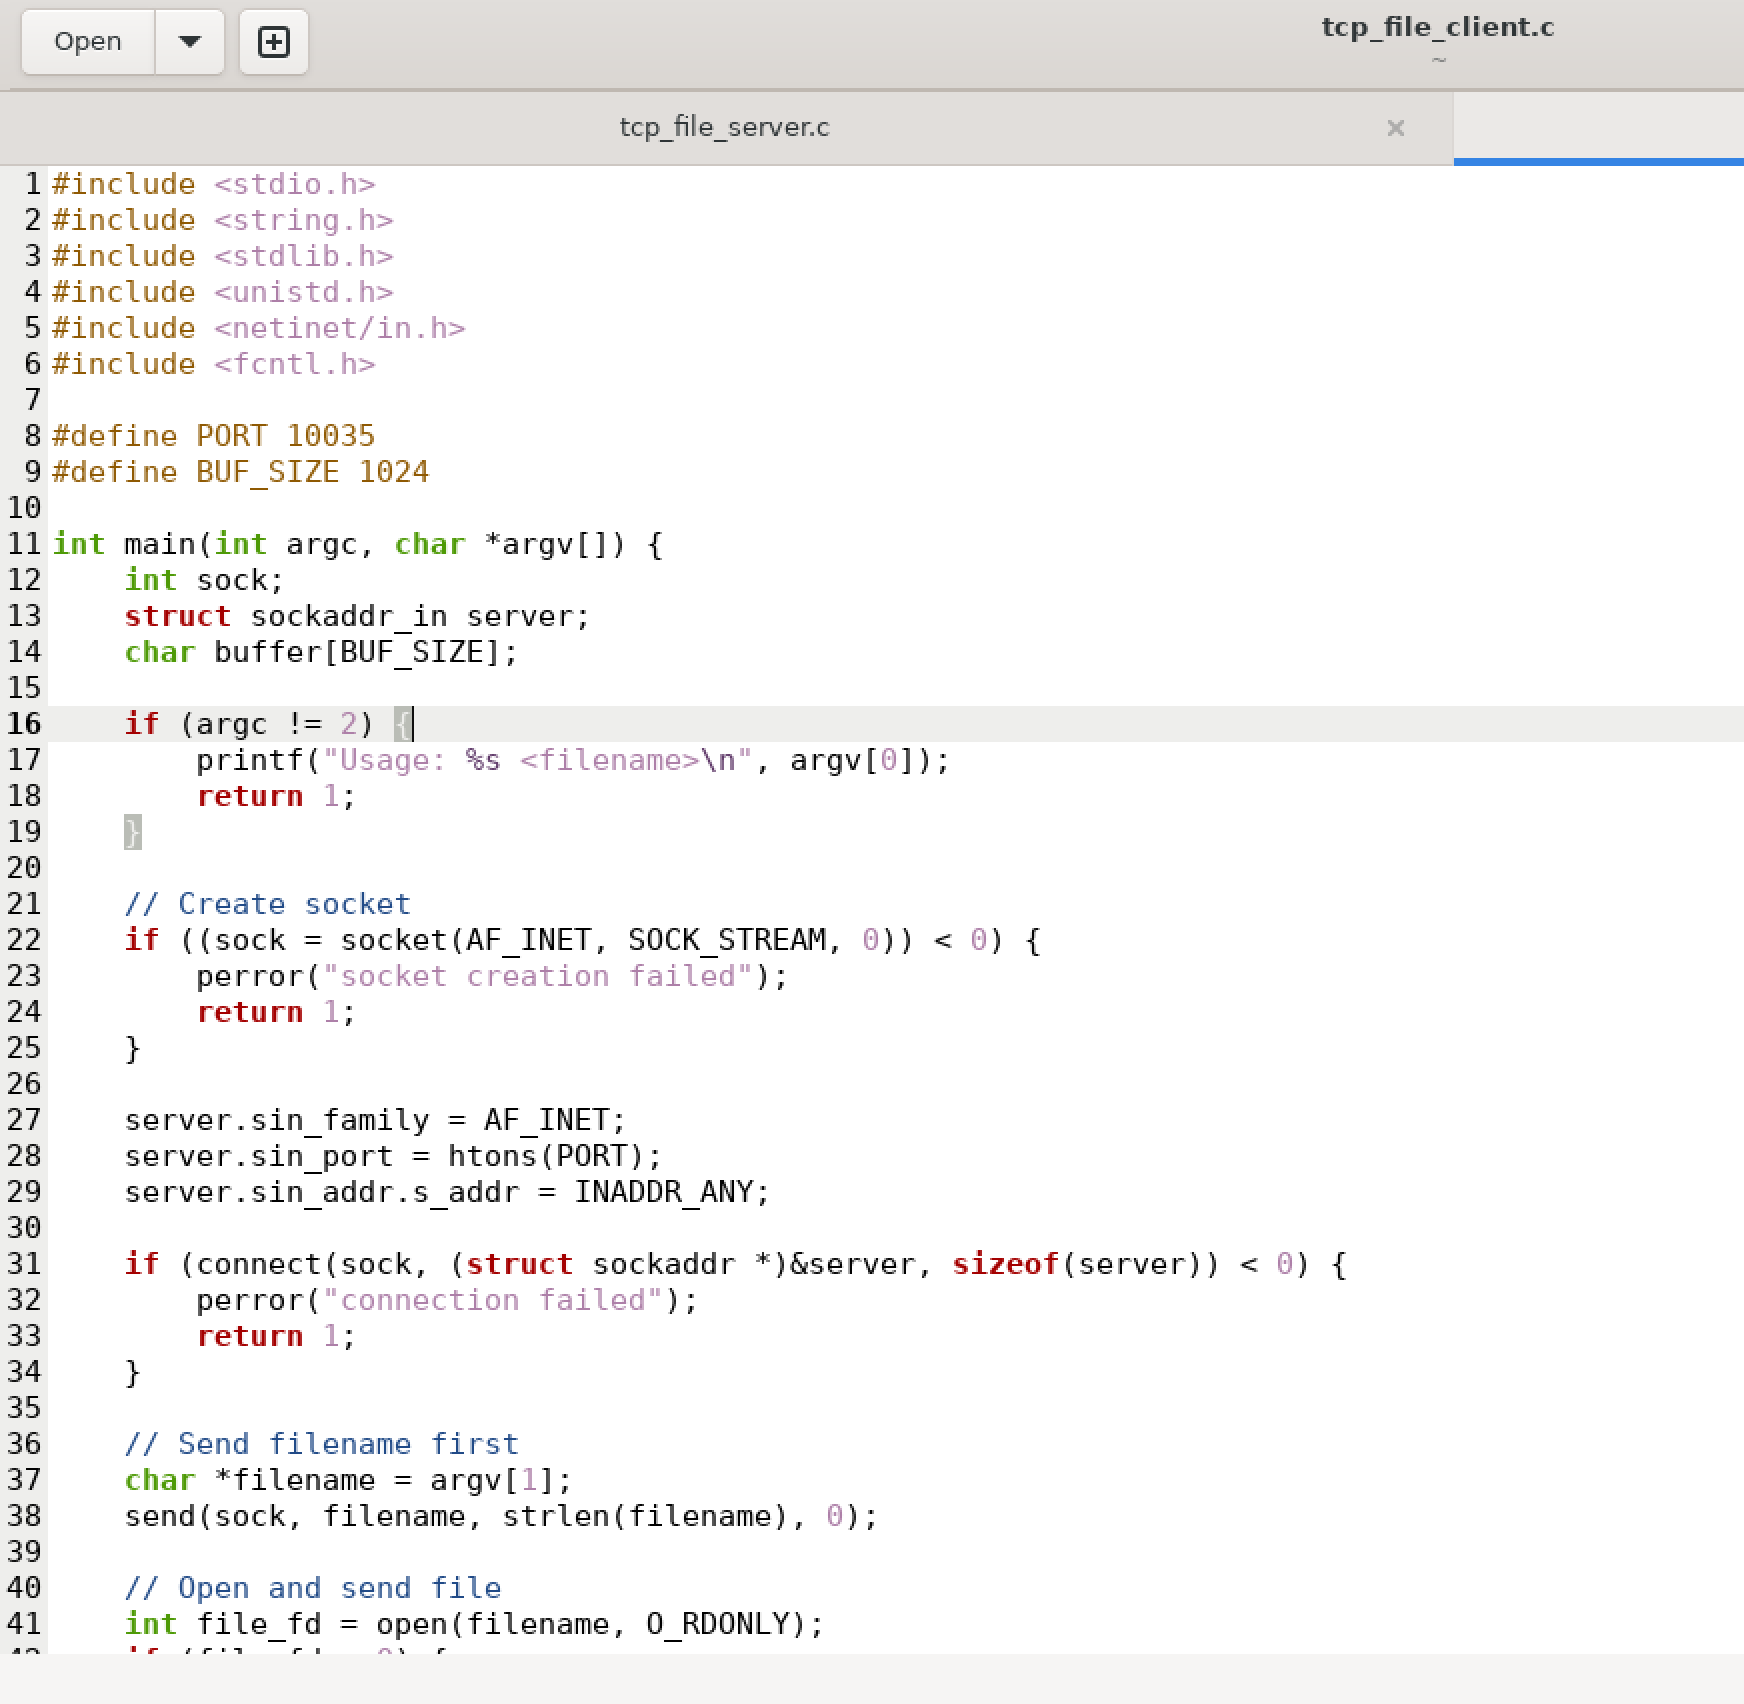 Open
tcp_file_client.c
~
tcp_file_server.c ×
1 #include <stdio.h>
2 #include <string.h>
3 #include <stdlib.h>
4 #include <unistd.h>
5 #include <netinet/in.h>
6 #include <fcntl.h>
7
8 #define PORT 10035
9 #define BUF_SIZE 1024
10
11 int main(int argc, char *argv[]) {
12     int sock;
13     struct sockaddr_in server;
14     char buffer[BUF_SIZE];
15
16     if (argc != 2) {
17         printf("Usage: %s <filename>\n", argv[0]);
18         return 1;
19     }
20
21     // Create socket
22     if ((sock = socket(AF_INET, SOCK_STREAM, 0)) < 0) {
23         perror("socket creation failed");
24         return 1;
25     }
26
27     server.sin_family = AF_INET;
28     server.sin_port = htons(PORT);
29     server.sin_addr.s_addr = INADDR_ANY;
30
31     if (connect(sock, (struct sockaddr *)&server, sizeof(server)) < 0) {
32         perror("connection failed");
33         return 1;
34     }
35
36     // Send filename first
37     char *filename = argv[1];
38     send(sock, filename, strlen(filename), 0);
39
40     // Open and send file
41     int file_fd = open(filename, O_RDONLY);